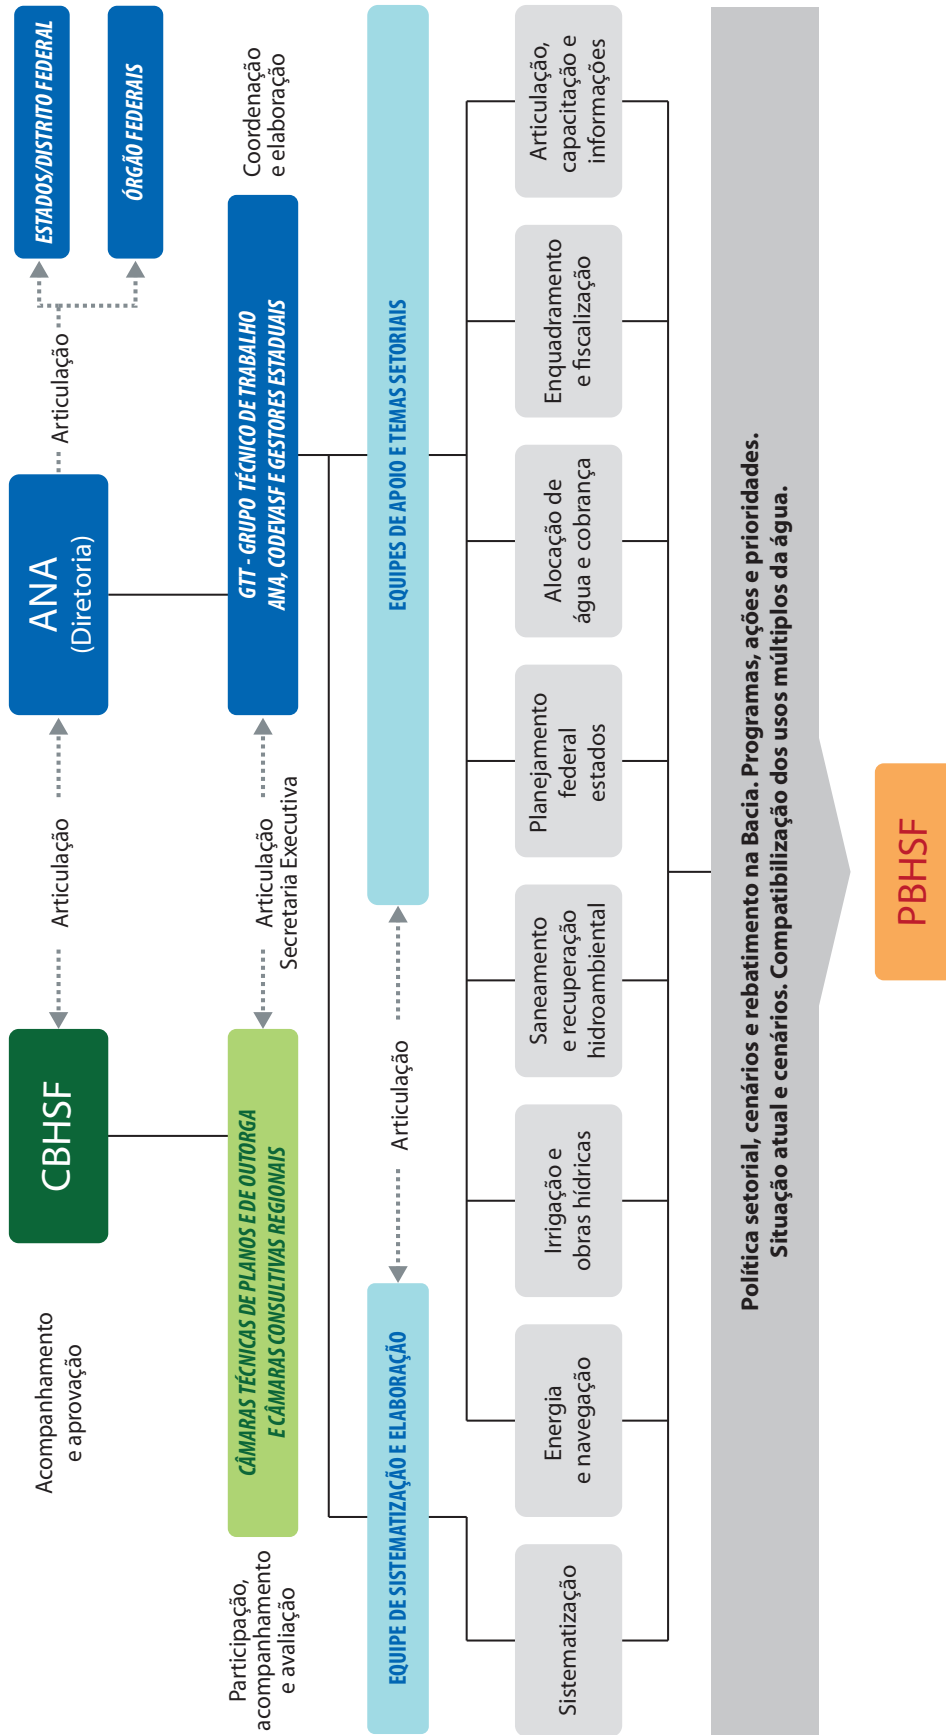 Acompanhamento
e aprovação
CBHSF
Articulação
ANA
(Diretoria)
Articulação
ESTADOS/DISTRITO FEDERAL
ÓRGÃO FEDERAIS
Participação,
acompanhamento
e avaliação
CÂMARAS TÉCNICAS DE PLANOS E DE OUTORGA
E CÂMARAS CONSULTIVAS REGIONAIS
Articulação
Secretaria Executiva
GTT - GRUPO TÉCNICO DE TRABALHO
ANA, CODEVASF E GESTORES ESTADUAIS
Coordenação
e elaboração
EQUIPE DE SISTEMATIZAÇÃO E ELABORAÇÃO
Articulação
EQUIPES DE APOIO E TEMAS SETORIAIS
Sistematização
Energia
e navegação
Irrigação e
obras hídricas
Saneamento
e recuperação
hidroambiental
Planejamento
federal
estados
Alocação de
água e cobrança
Enquadramento
e fiscalização
Articulação,
capacitação e
informações
Política setorial, cenários e rebatimento na Bacia. Programas, ações e prioridades.
Situação atual e cenários. Compatibilização dos usos múltiplos da água.
PBHSF